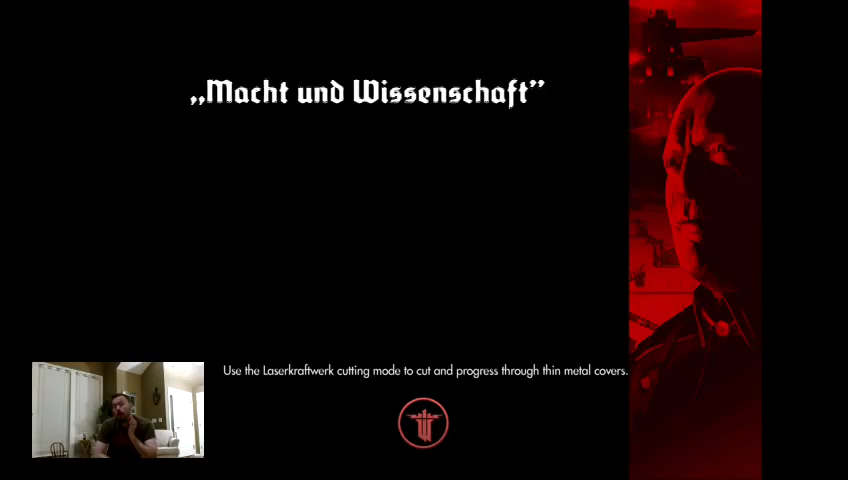 „Macht und Wissenschaft”
Use the Laserkraftwerk cutting mode to cut and progress through thin metal covers.